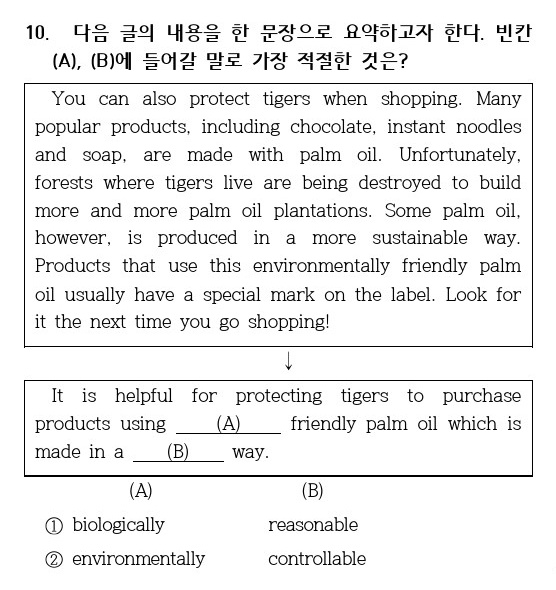 10. 다음 글의 내용을 한 문장으로 요약하고자 한다. 빈칸
(A), (B)에 들어갈 말로 가장 적절한 것은?
You can also protect tigers when shopping. Many
popular products, including chocolate, instant noodles
and soap, are made with palm oil. Unfortunately,
forests where tigers live are being destroyed to build
more and more palm oil plantations. Some palm oil,
however, is produced in a more sustainable way.
Products that use this environmentally friendly palm
oil usually have a special mark on the label. Look for
it the next time you go shopping!
↓
It is helpful for protecting tigers to purchase
products using (A) friendly palm oil which is
made in a (B) way.
(A) (B)
① biologically reasonable
② environmentally controllable